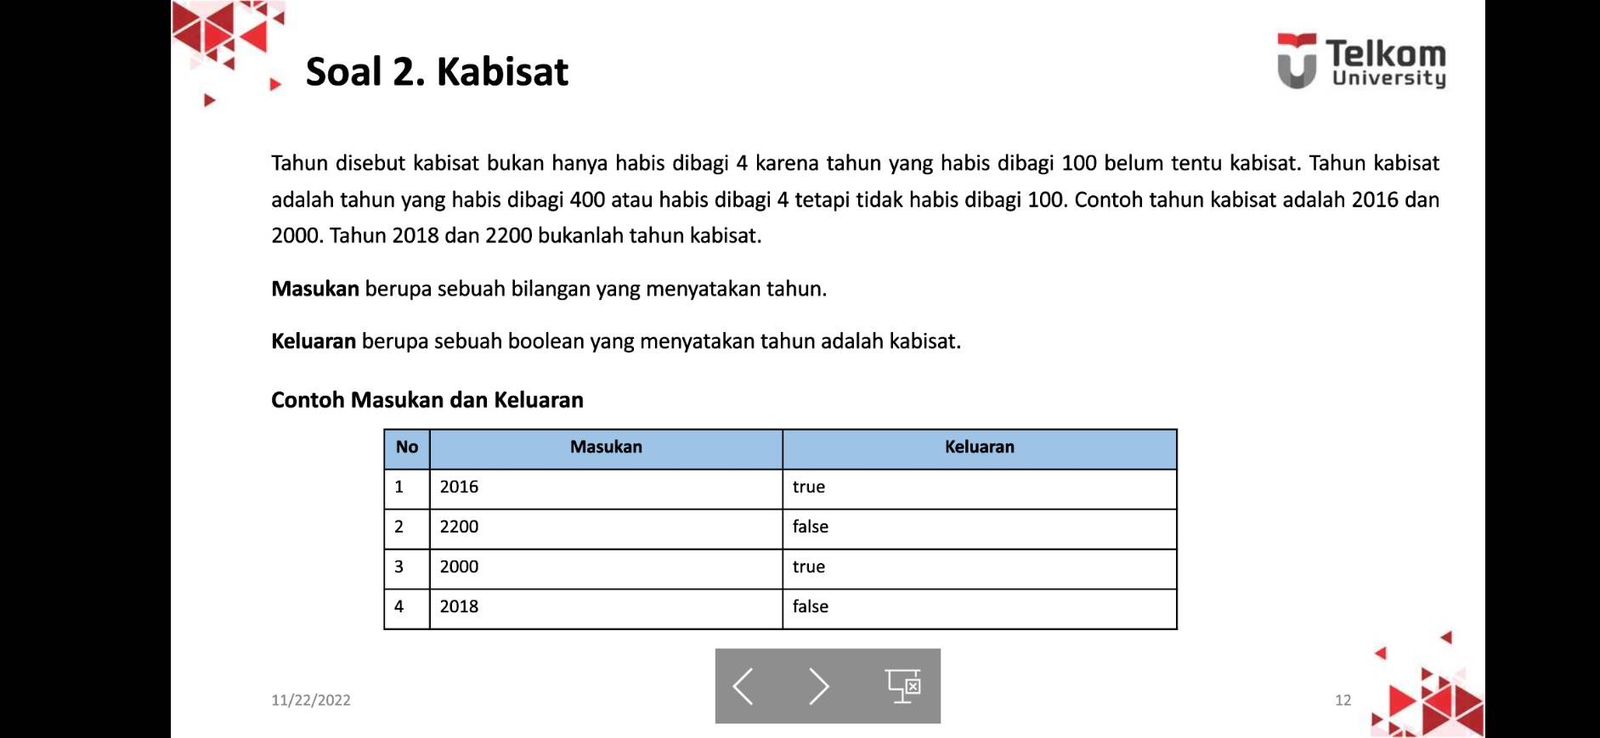 Soal 2. Kabisat
Telkom
University
Tahun disebut kabisat bukan hanya habis dibagi 4 karena tahun yang habis dibagi 100 belum tentu kabisat. Tahun kabisat
adalah tahun yang habis dibagi 400 atau habis dibagi 4 tetapi tidak habis dibagi 100. Contoh tahun kabisat adalah 2016 dan
2000. Tahun 2018 dan 2200 bukanlah tahun kabisat.
Masukan berupa sebuah bilangan yang menyatakan tahun.
Keluaran berupa sebuah boolean yang menyatakan tahun adalah kabisat.
Contoh Masukan dan Keluaran
No Masukan Keluaran
1 2016 true
2 2200 false
3 2000 true
4 2018 false
11/22/2022
12